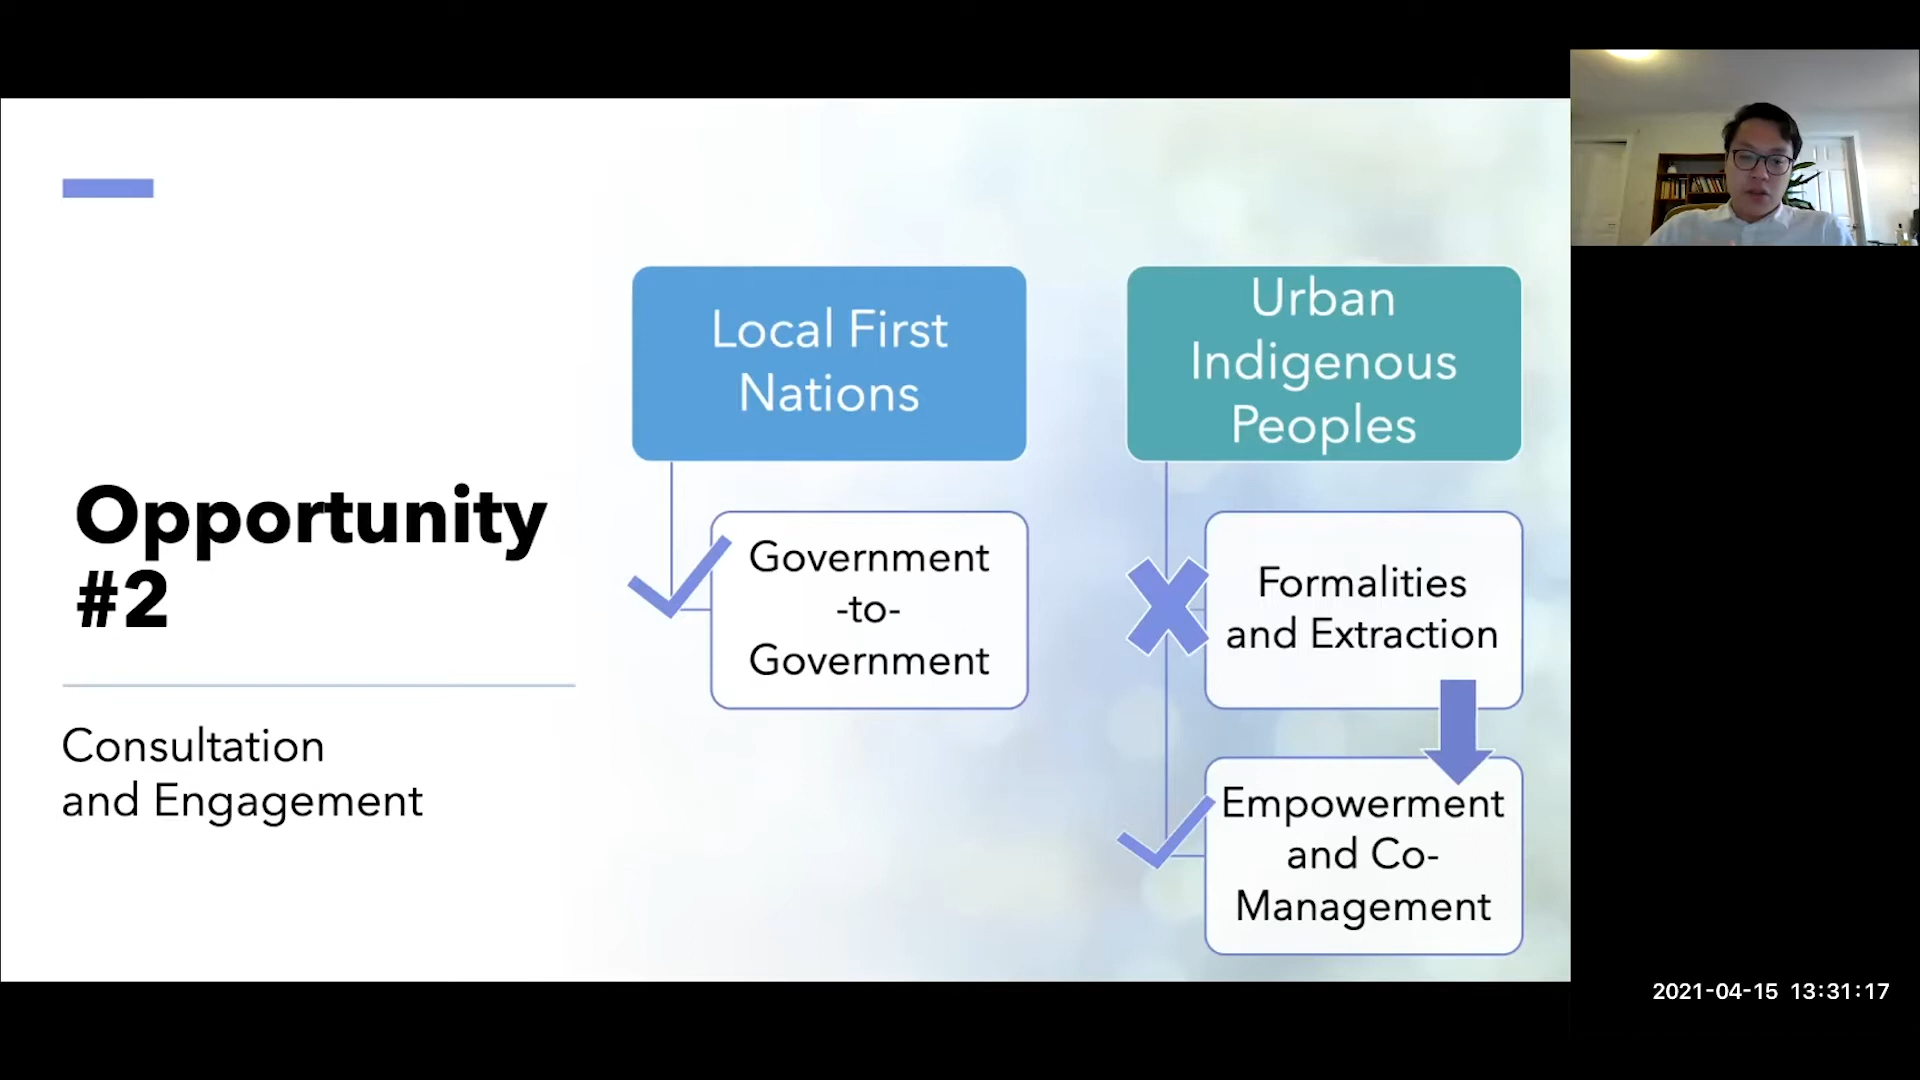 Opportunity
#2
Consultation
and Engagement
Local First
Nations
Government
-to-
Government
Urban
Indigenous
Peoples
Formalities
and Extraction
Empowerment
and Co-
Management
2021-04-15 13:31:17